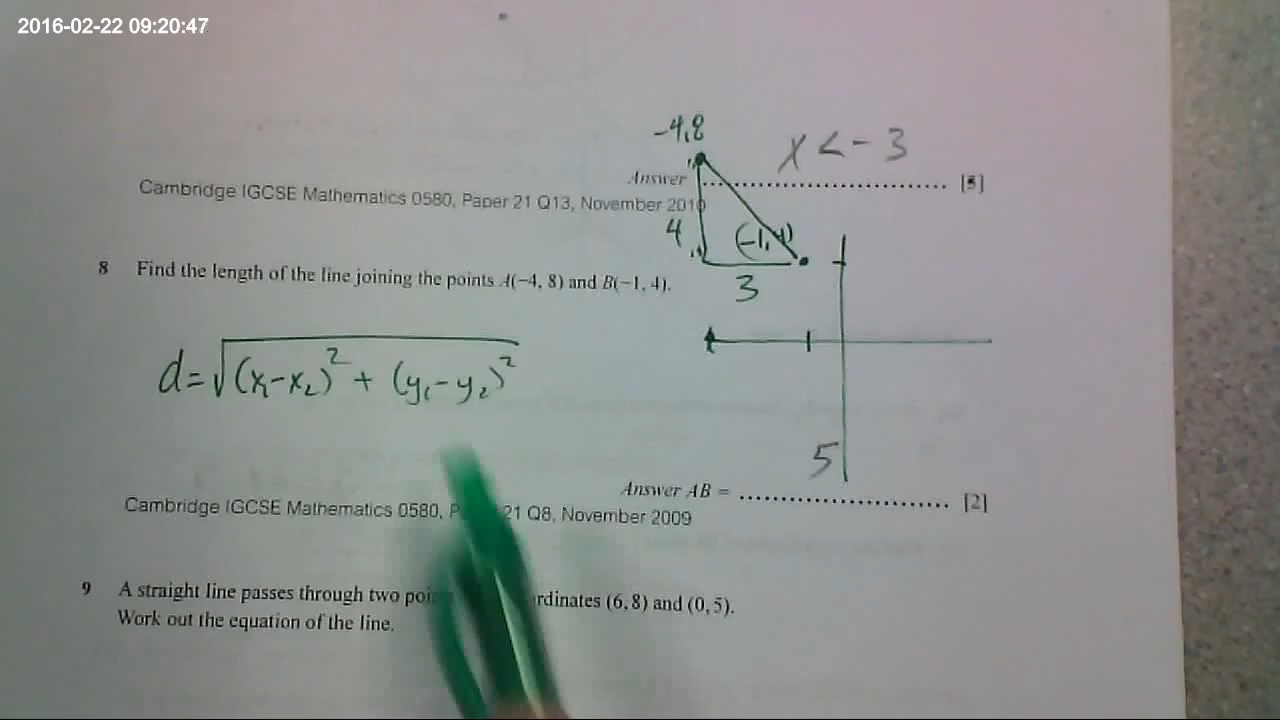 2016-02-22 09:20:47
-4,8
x < -3
Answer ........................................ [3]
Cambridge IGCSE Mathematics 0580, Paper 21 Q13, November 2010
4
(-1,4)
8 Find the length of the line joining the points A(−4, 8) and B(−1, 4).
3
d = √(x₁-x₂)² + (y₁-y₂)²
5
Answer AB = ........................................ [2]
Cambridge IGCSE Mathematics 0580, 21 Q8, November 2009
9 A straight line passes through two (6, 8) and (0, 5).
Work out the equation of the line.